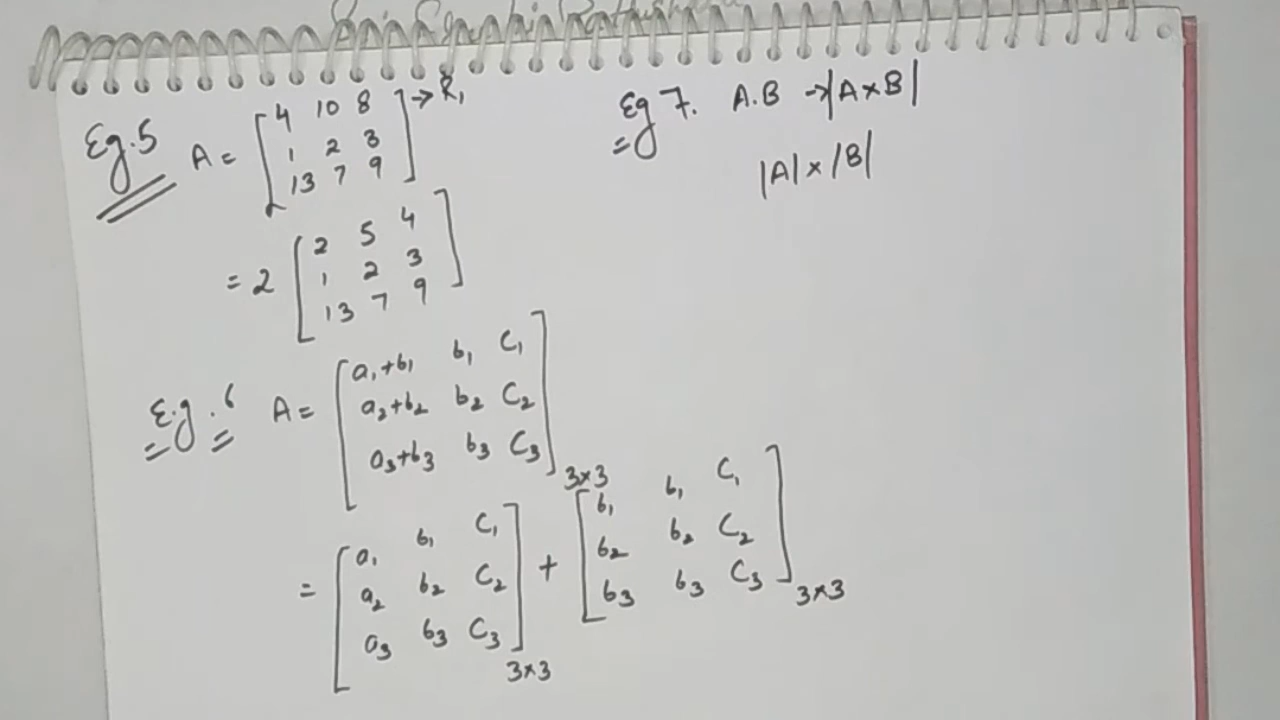 Eg.5 A = [ 4 10 8 ] → R₁
1 2 3
13 7 9
= 2 [ 2 5 4 ]
1 2 3
13 7 9
E.g.6 A = [ a₁+b₁ b₁ C₁ ]
a₂+b₂ b₂ C₂
a₃+b₃ b₃ C₃
3×3
= [ a₁ b₁ C₁ ] + [ b₁ b₁ C₁ ]
a₂ b₂ C₂ b₂ b₂ C₂
a₃ b₃ C₃ b₃ b₃ C₃
3×3 3×3
Eg 7. A.B → |A×B|
|A| × |B|